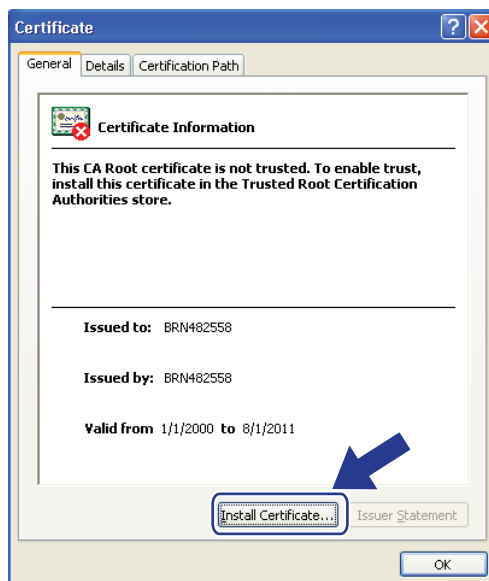 Certificate
General Details Certification Path
Certificate Information
This CA Root certificate is not trusted. To enable trust,
install this certificate in the Trusted Root Certification
Authorities store.
Issued to: BRN482558
Issued by: BRN482558
Valid from 1/1/2000 to 8/1/2011
Install Certificate... Issuer Statement
OK